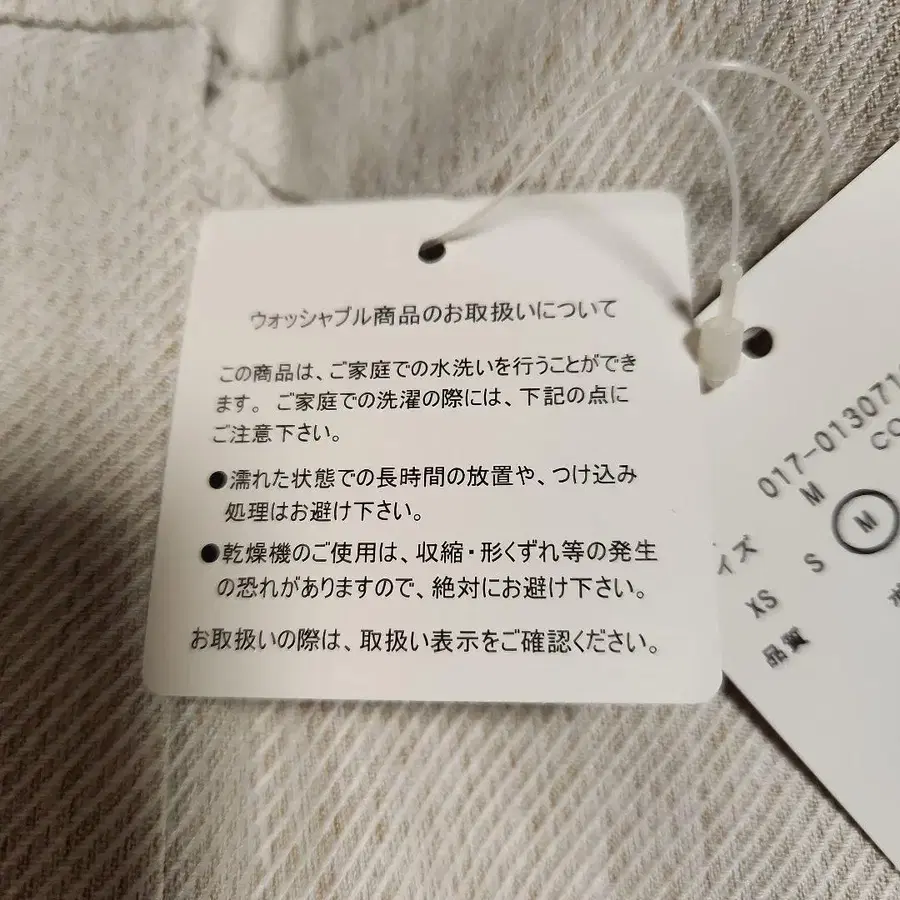 ウォッシャブル商品のお取扱いについて
この商品は、ご家庭での水洗いを行うことができ
ます。ご家庭での洗濯の際には、下記の点に
ご注意下さい。
●濡れた状態での長時間の放置や、つけ込み
処理はお避け下さい。
●乾燥機のご使用は、収縮・形くずれ等の発生
の恐れがありますので、絶対にお避け下さい。
お取扱いの際は、取扱い表示をご確認ください。
017-013071
CO
M
イズ
XS S M
品質